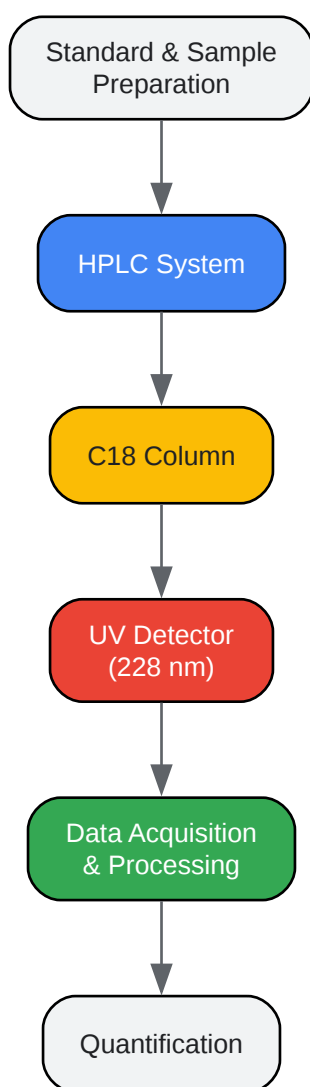 Standard & Sample
Preparation
HPLC System
C18 Column
UV Detector
(228 nm)
Data Acquisition
& Processing
Quantification